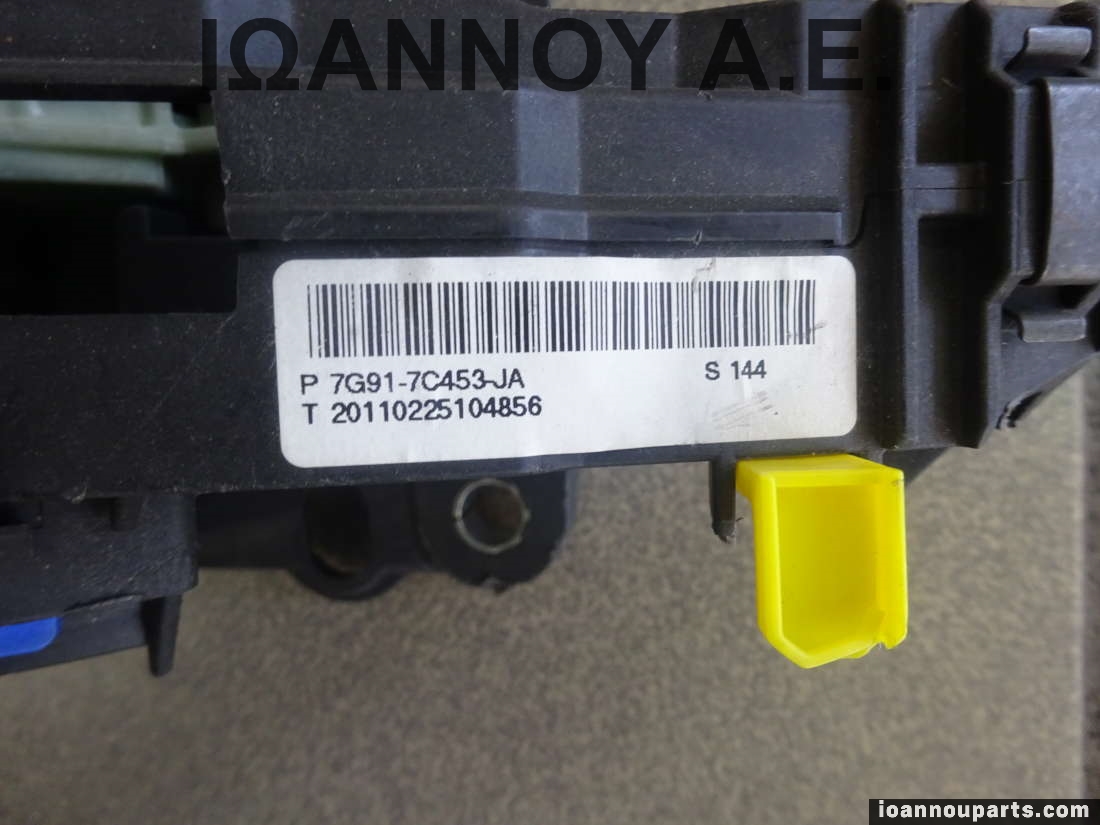 ΙΩΑΝΝΟΥ Α.Ε.
P 7G91-7C453-JA
S 144
T 20110225104856
ioannouparts.com